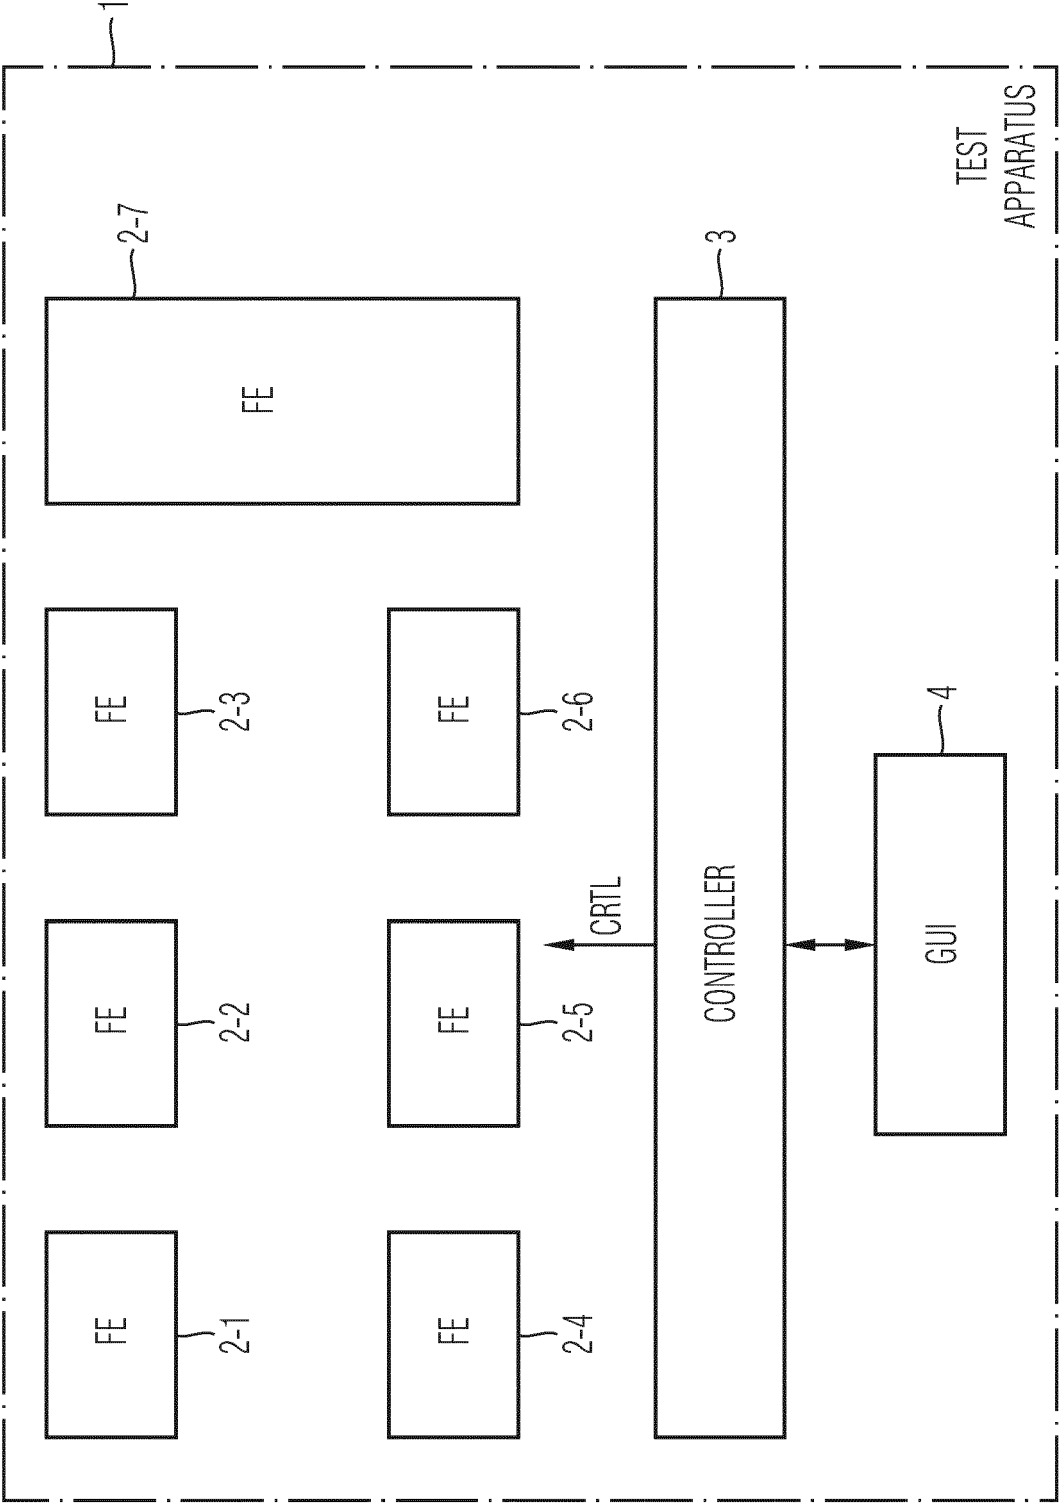 1
FE
FE
FE
FE
2-7
2-1
2-2
2-3
FE
FE
FE
2-4
2-5
2-6
CRTL
3
CONTROLLER
4
GUI
TEST
APPARATUS